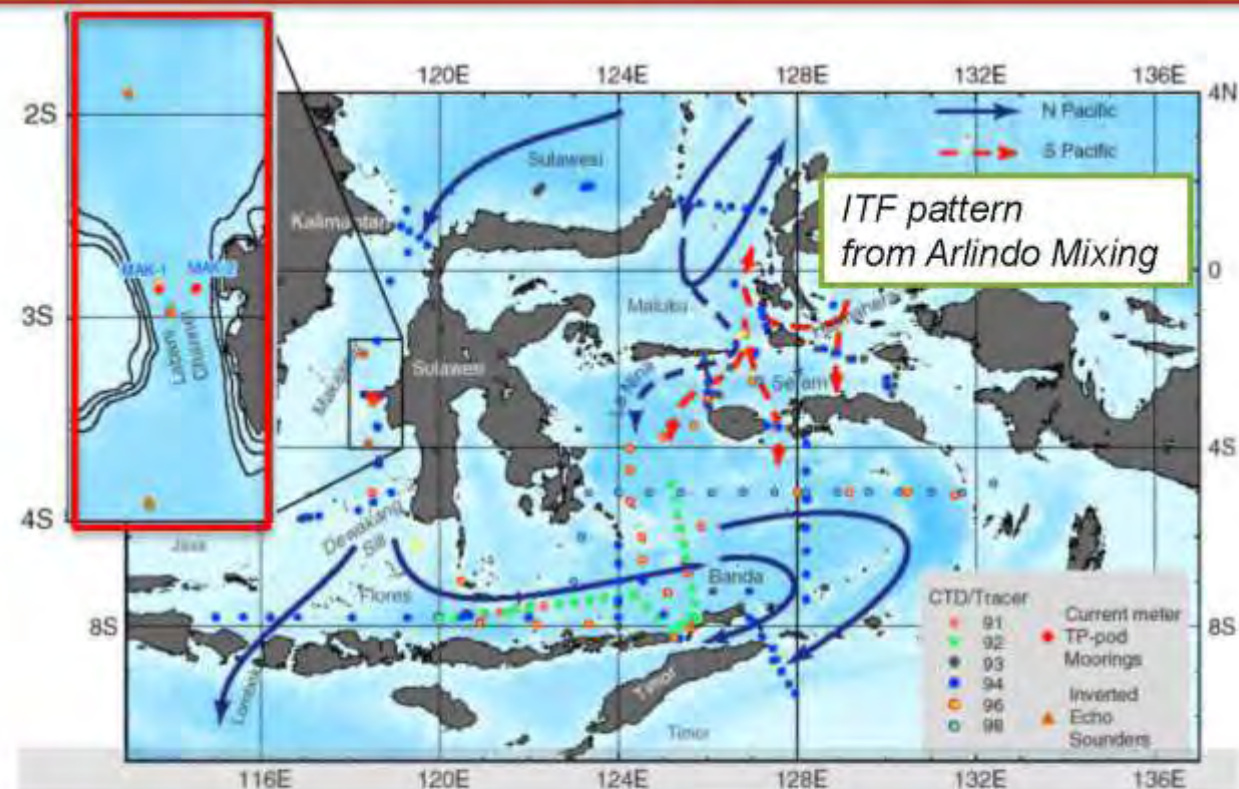 120E 124E 128E 132E 136E
4N
2S
N Pacific
S Pacific
Sulawesi
ITF pattern
from Arlindo Mixing
Kalimantan
MAK-1 MAK-2
0
Maluku
3S
Labani
Channel
Makassar
Sulawesi
Seram
4S
4S
Dewakang
Sill
Java
Flores
Banda
CTD/Tracer
91
92
93
94
96
98
Current meter
TP-pod
Moorings
Inverted
Echo
Sounders
8S
8S
Lombok
Timor
Timor
116E 120E 124E 128E 132E 136E